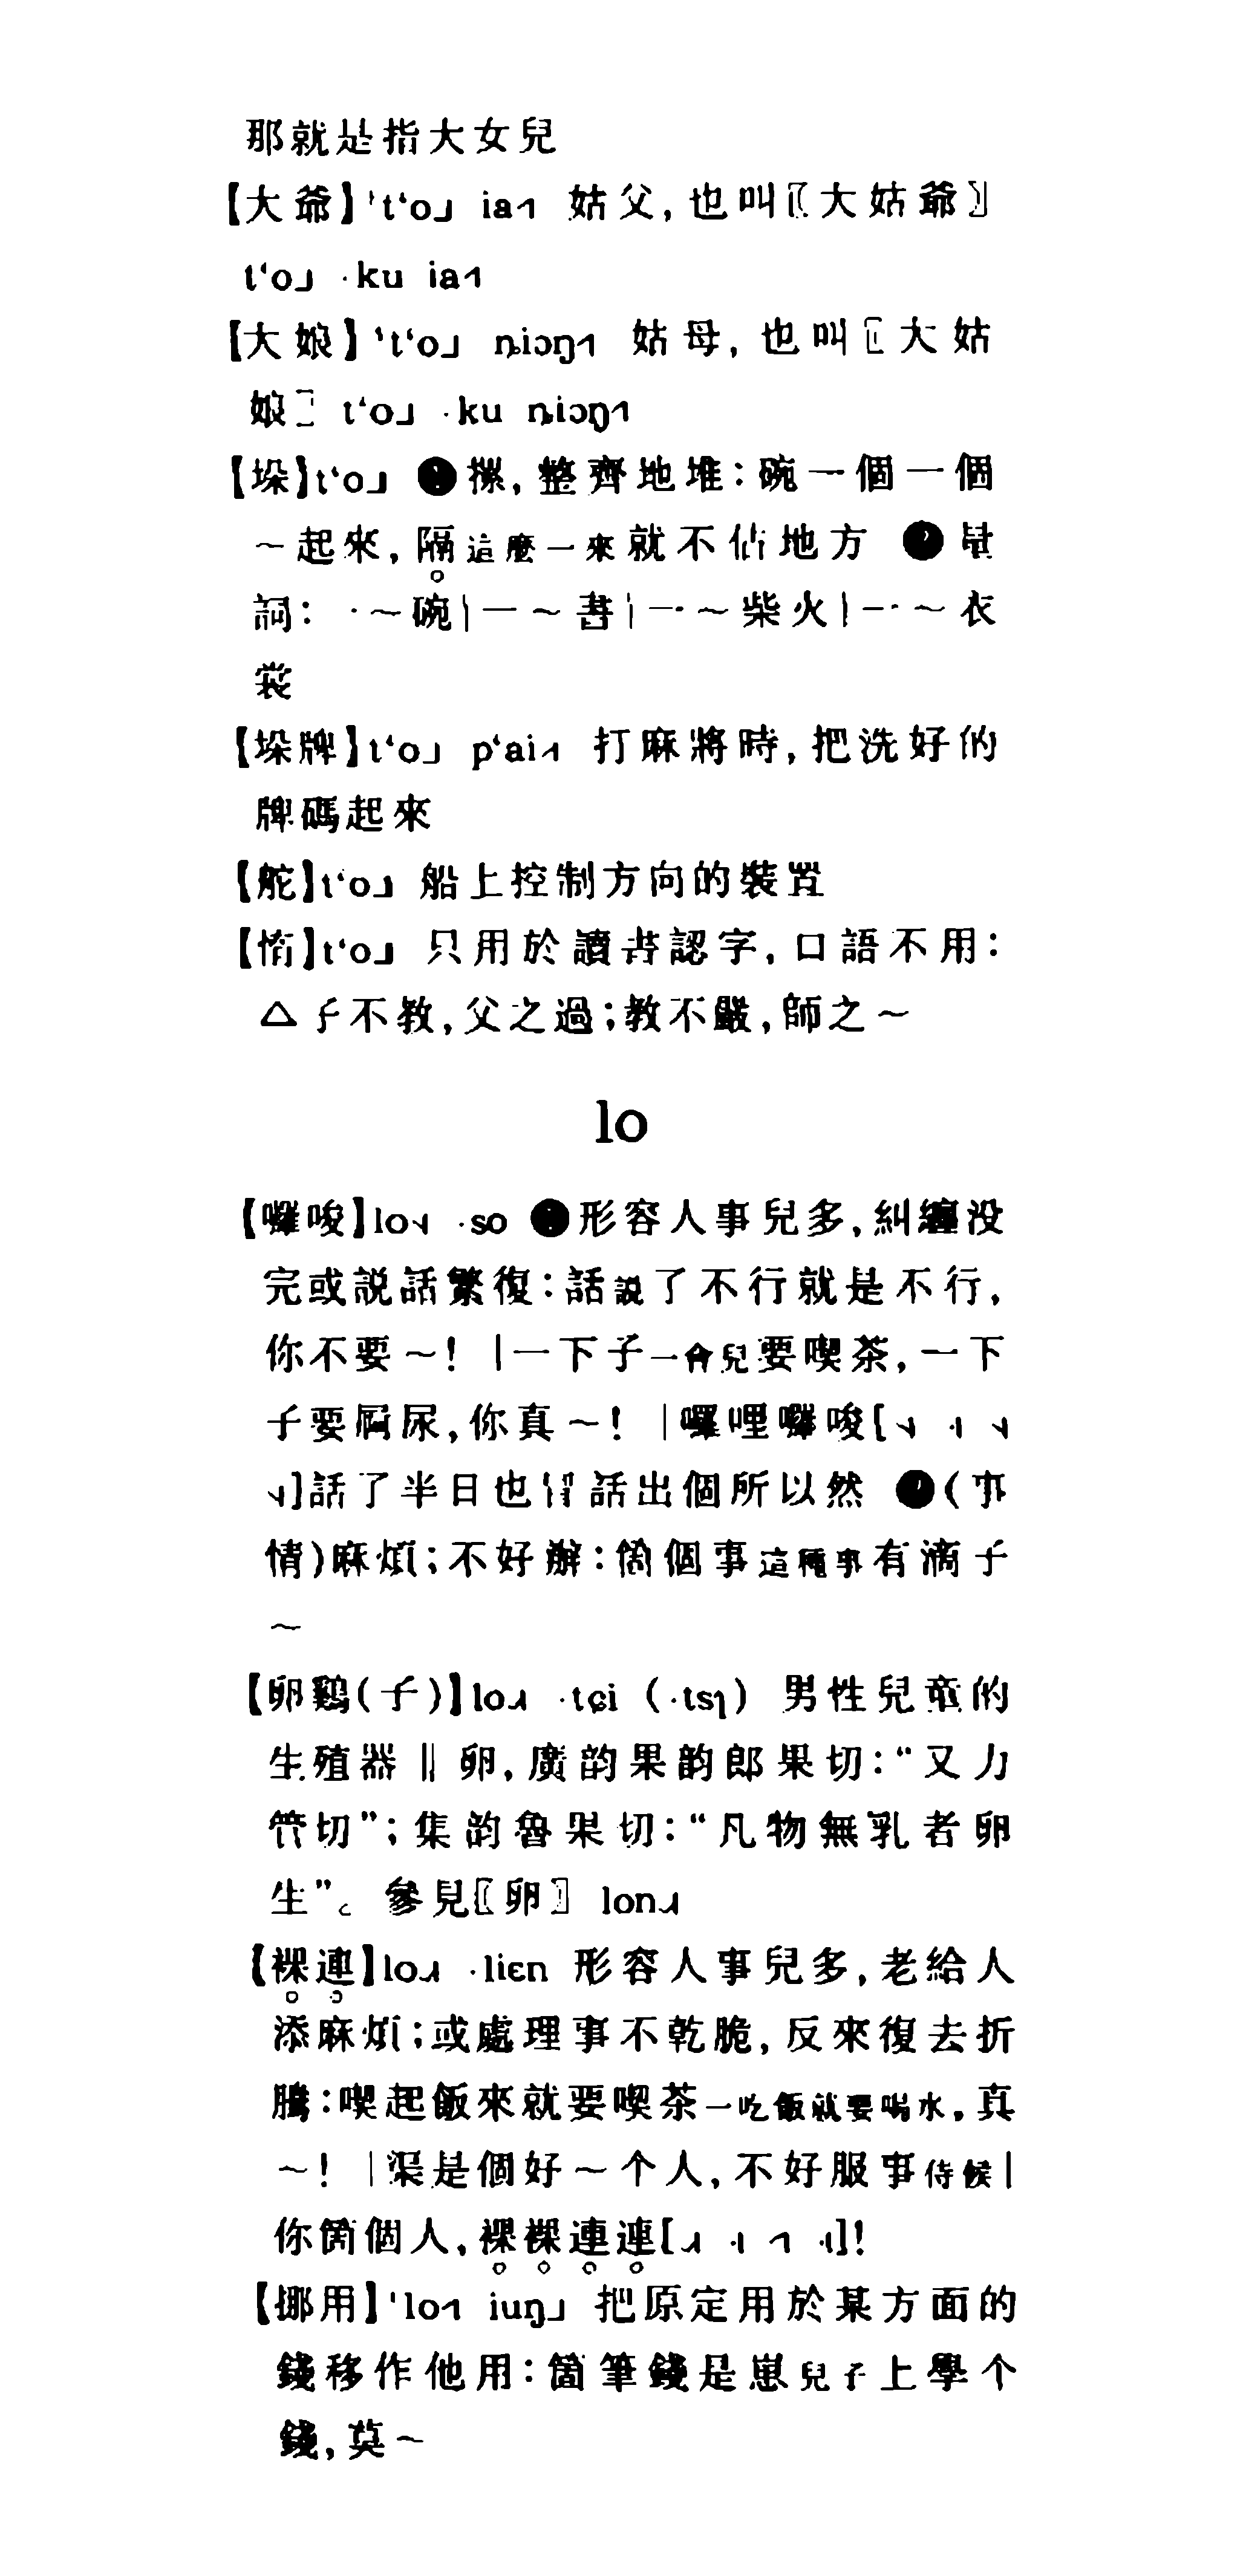 那就是指大女兒
【大爺】ˈt‘o˩ ia˧˥ 姑父,也叫〖大姑爺〗
t‘o˩ ·ku ia˧˥
【大娘】ˈt‘o˩ ȵiɔŋ˧˥ 姑母,也叫〖大姑
娘〗 t‘o˩ ·ku ȵiɔŋ˧˥
【垛】t‘o˩ ❶摞,整齊地堆:碗一個一個
~起來,隔這麼一來就不佔地方 ❷量
詞:一~碗|一~書|一~柴火|一~衣
裳
【垛牌】t‘o˩ p‘ai˧˥ 打麻將時,把洗好的
牌碼起來
【舵】t‘o˩ 船上控制方向的裝置
【惰】t‘o˩ 只用於讀書認字,口語不用:
△子不教,父之過;教不嚴,師之~
lo
【囉唆】lo ·so ❶形容人事兒多,糾纏没
完或説話繁復:話説了不行就是不行,
你不要~!|一下子一會兒要喫茶,一下
子要屙尿,你真~!|囉哩囉唆[
]話了半日也冇話出個所以然 ❷(事
情)麻煩;不好辦:箇個事這種事有滴子
~
【卵鷄(子)】lo ·tɕi (·tsɿ) 男性兒童的
生殖器 ‖ 卵,廣韵果韵郎果切:“又力
管切”;集韵魯果切:“凡物無乳者卵
生”。參見〖卵〗 lon
【裸連】lo ·liɛn 形容人事兒多,老給人
添麻煩;或處理事不乾脆,反來復去折
騰:喫起飯來就要喫茶一吃飯就要喝水,真
~!|渠是個好~个人,不好服事侍候|
你箇個人,裸裸連連[]!
【挪用】ˈlo˧˥ iuŋ˩ 把原定用於某方面的
錢移作他用:箇筆錢是崽兒子上學个
錢,莫~